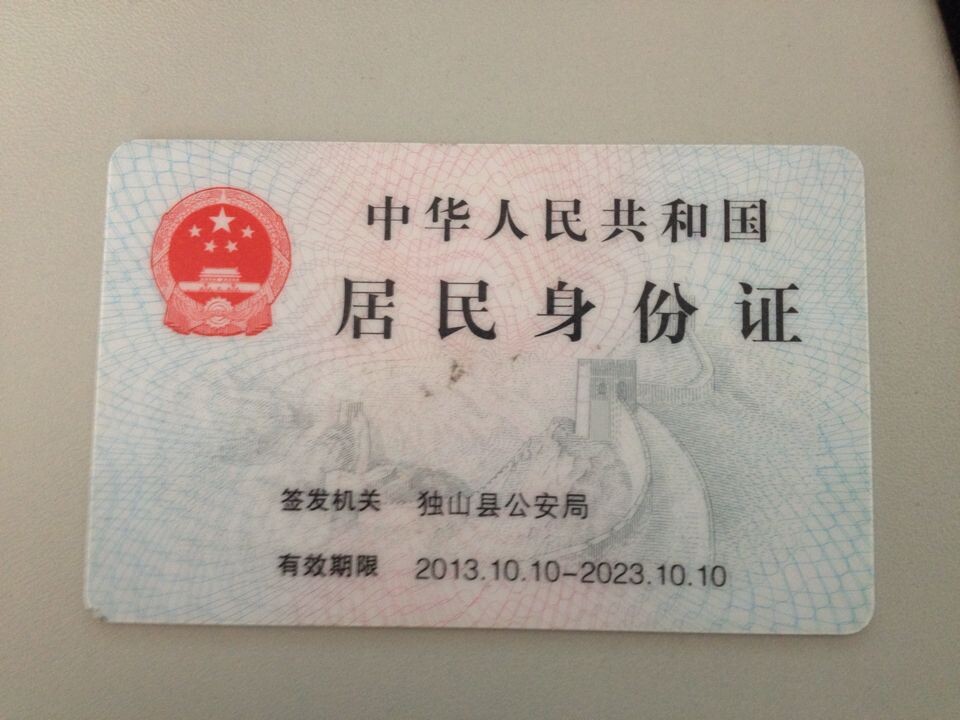 中华人民共和国
居民身份证
签发机关 独山县公安局
有效期限 2013.10.10-2023.10.10